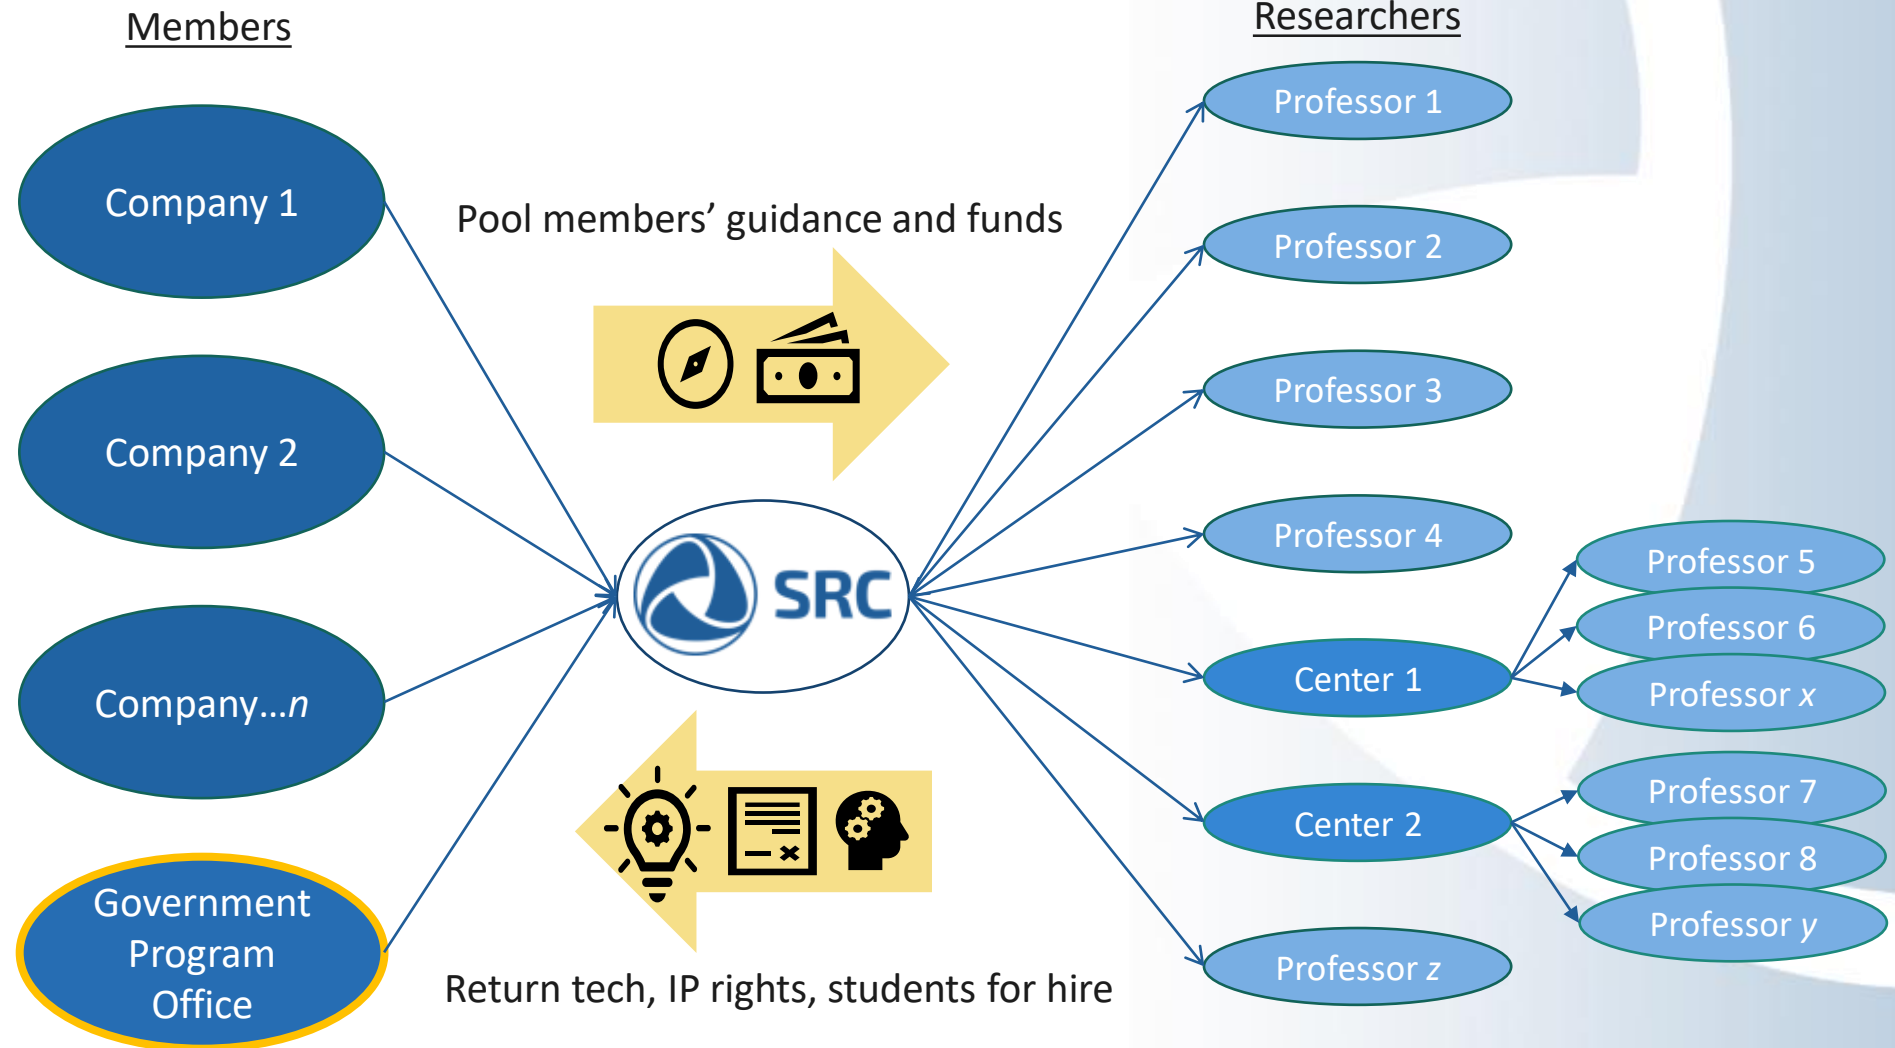 Members
Company 1
Company 2
Company...n
Government
Program
Office
Pool members’ guidance and funds
SRC
Return tech, IP rights, students for hire
Researchers
Professor 1
Professor 2
Professor 3
Professor 4
Center 1
Center 2
Professor z
Professor 5
Professor 6
Professor x
Professor 7
Professor 8
Professor y